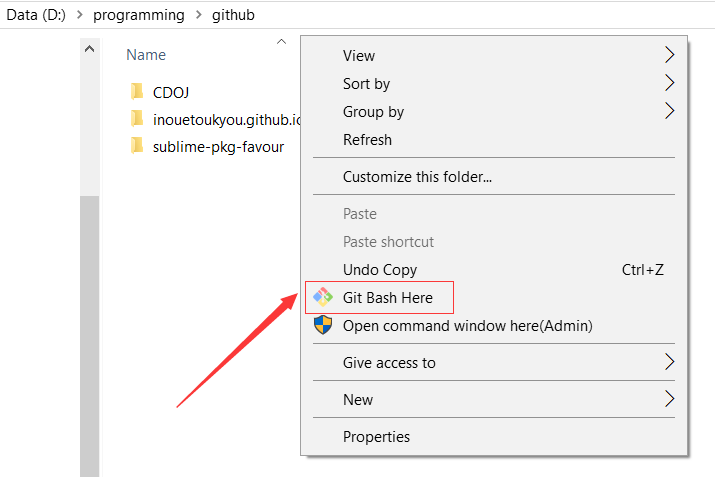 Data (D:) > programming > github
Name
CDOJ
inouetoukyou.github.io
sublime-pkg-favour
View
Sort by
Group by
Refresh
Customize this folder...
Paste
Paste shortcut
Undo Copy Ctrl+Z
Git Bash Here
Open command window here(Admin)
Give access to
New
Properties